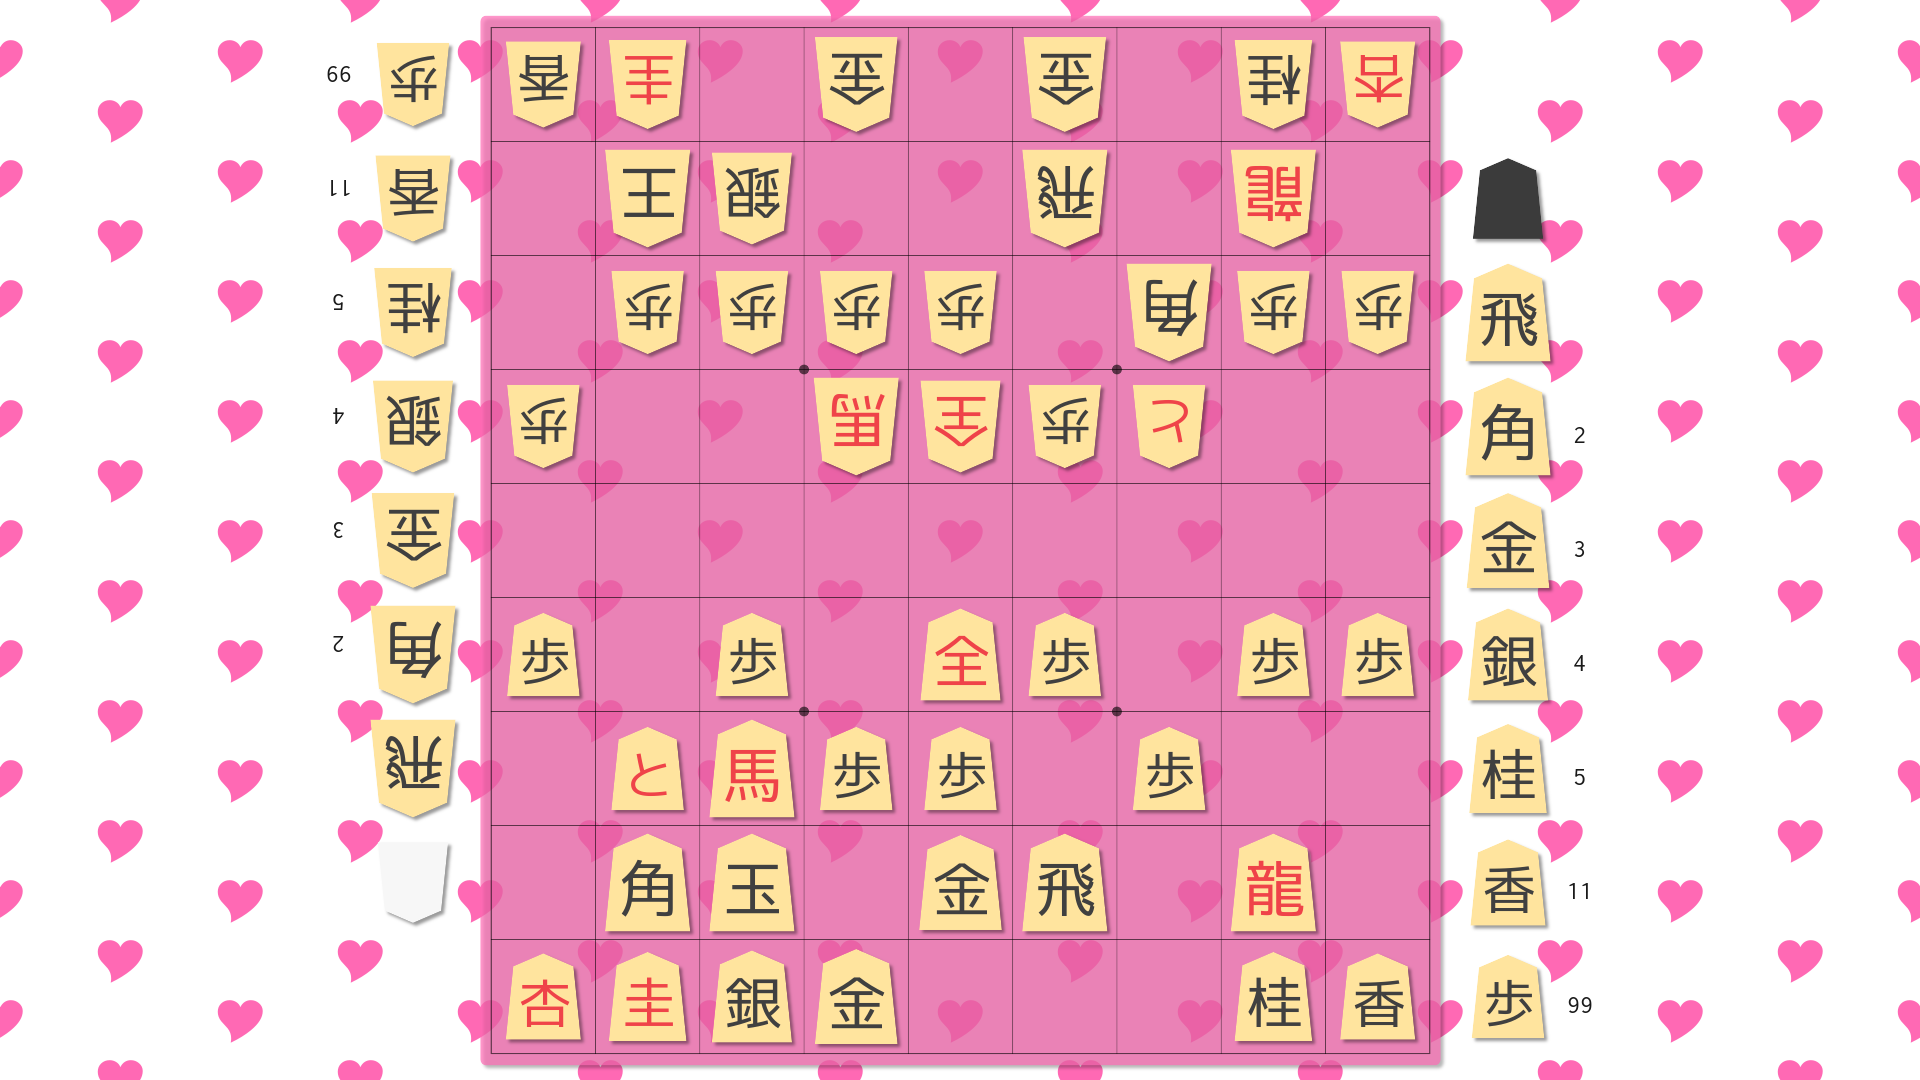 99 歩 香 圭 金 金 桂 杏
11 香 王 銀 飛 龍
5 桂 歩 歩 歩 歩 角 歩 歩 飛
4 銀 歩 馬 全 歩 と 角 2
3 金 金 3
2 角 歩 歩 全 歩 歩 歩 銀 4
飛 と 馬 歩 歩 歩 桂 5
角 玉 金 飛 龍 香 11
杏 圭 銀 金 桂 香 歩 99